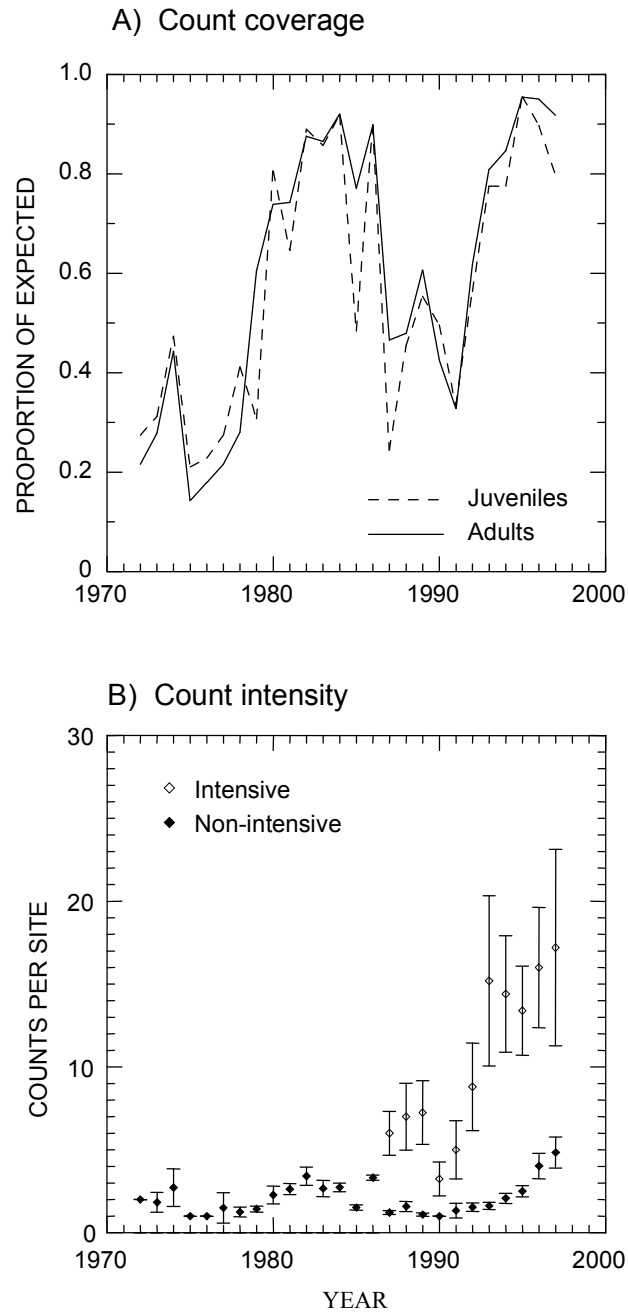 A) Count coverage
1.0
0.8
0.6
0.4
0.2
0
PROPORTION OF EXPECTED
Juveniles
Adults
1970 1980 1990 2000
B) Count intensity
30
20
10
0
COUNTS PER SITE
Intensive
Non-intensive
1970 1980 1990 2000
YEAR